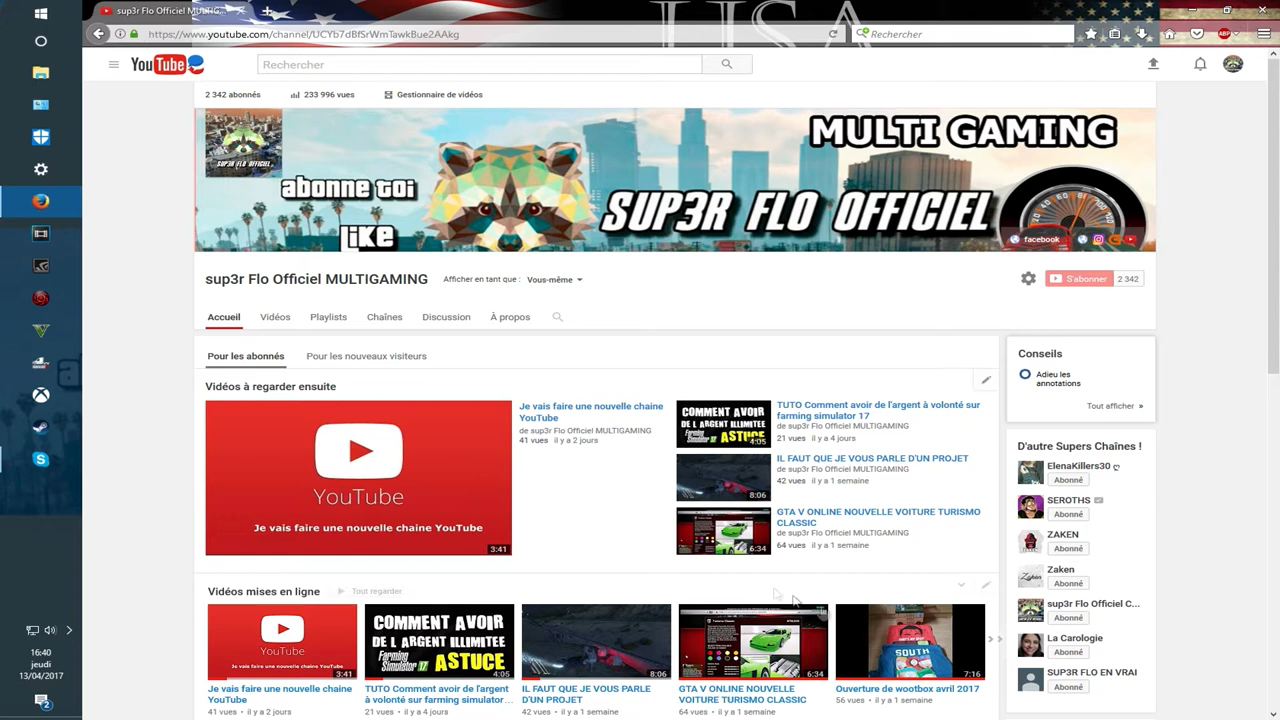 USA
sup3r Flo Officiel MULTIG...
https://www.youtube.com/channel/UCYb7dBfSrWmTawkBue2AAkg
Rechercher
ABP
YouTube
Rechercher
2 342 abonnés
233 996 vues
Gestionnaire de vidéos
MULTI GAMING
abonne toi
like
SUP3R FLO OFFICIEL
SUP3R FLO OFFICIEL
facebook
sup3r Flo Officiel MULTIGAMING
Afficher en tant que :
Vous-même
S'abonner
2 342
Accueil
Vidéos
Playlists
Chaînes
Discussion
À propos
Pour les abonnés
Pour les nouveaux visiteurs
Vidéos à regarder ensuite
YouTube
Je vais faire une nouvelle chaine YouTube
3:41
Je vais faire une nouvelle chaine
YouTube
de sup3r Flo Officiel MULTIGAMING
41 vues il y a 2 jours
COMMENT AVOIR
DE L ARGENT ILLIMITEE
Farming
Simulator 17
ASTUCE
4:05
TUTO Comment avoir de l'argent à volonté sur
farming simulator 17
de sup3r Flo Officiel MULTIGAMING
21 vues il y a 4 jours
8:06
IL FAUT QUE JE VOUS PARLE D'UN PROJET
de sup3r Flo Officiel MULTIGAMING
42 vues il y a 1 semaine
6:34
GTA V ONLINE NOUVELLE VOITURE TURISMO
CLASSIC
de sup3r Flo Officiel MULTIGAMING
64 vues il y a 1 semaine
Conseils
Adieu les
annotations
Tout afficher »
D'autre Supers Chaînes !
ElenaKillers30 ღ
Abonné
SEROTHS
Abonné
ZAKEN
Abonné
Zaken
Abonné
sup3r Flo Officiel C...
Abonné
La Carologie
Abonné
SUP3R FLO EN VRAI
Abonné
Vidéos mises en ligne
Tout regarder
YouTube
Je vais faire une nouvelle chaine YouTube
3:41
Je vais faire une nouvelle chaine
YouTube
41 vues • il y a 2 jours
COMMENT AVOIR
DE L ARGENT ILLIMITEE
Farming
Simulator 17
ASTUCE
4:05
TUTO Comment avoir de l'argent
à volonté sur farming simulator...
21 vues • il y a 4 jours
8:06
IL FAUT QUE JE VOUS PARLE
D'UN PROJET
42 vues • il y a 1 semaine
6:34
GTA V ONLINE NOUVELLE
VOITURE TURISMO CLASSIC
64 vues • il y a 1 semaine
SOUTH
7:16
Ouverture de wootbox avril 2017
56 vues • il y a 1 semaine
16:40
jeudi
13/04/2017
2